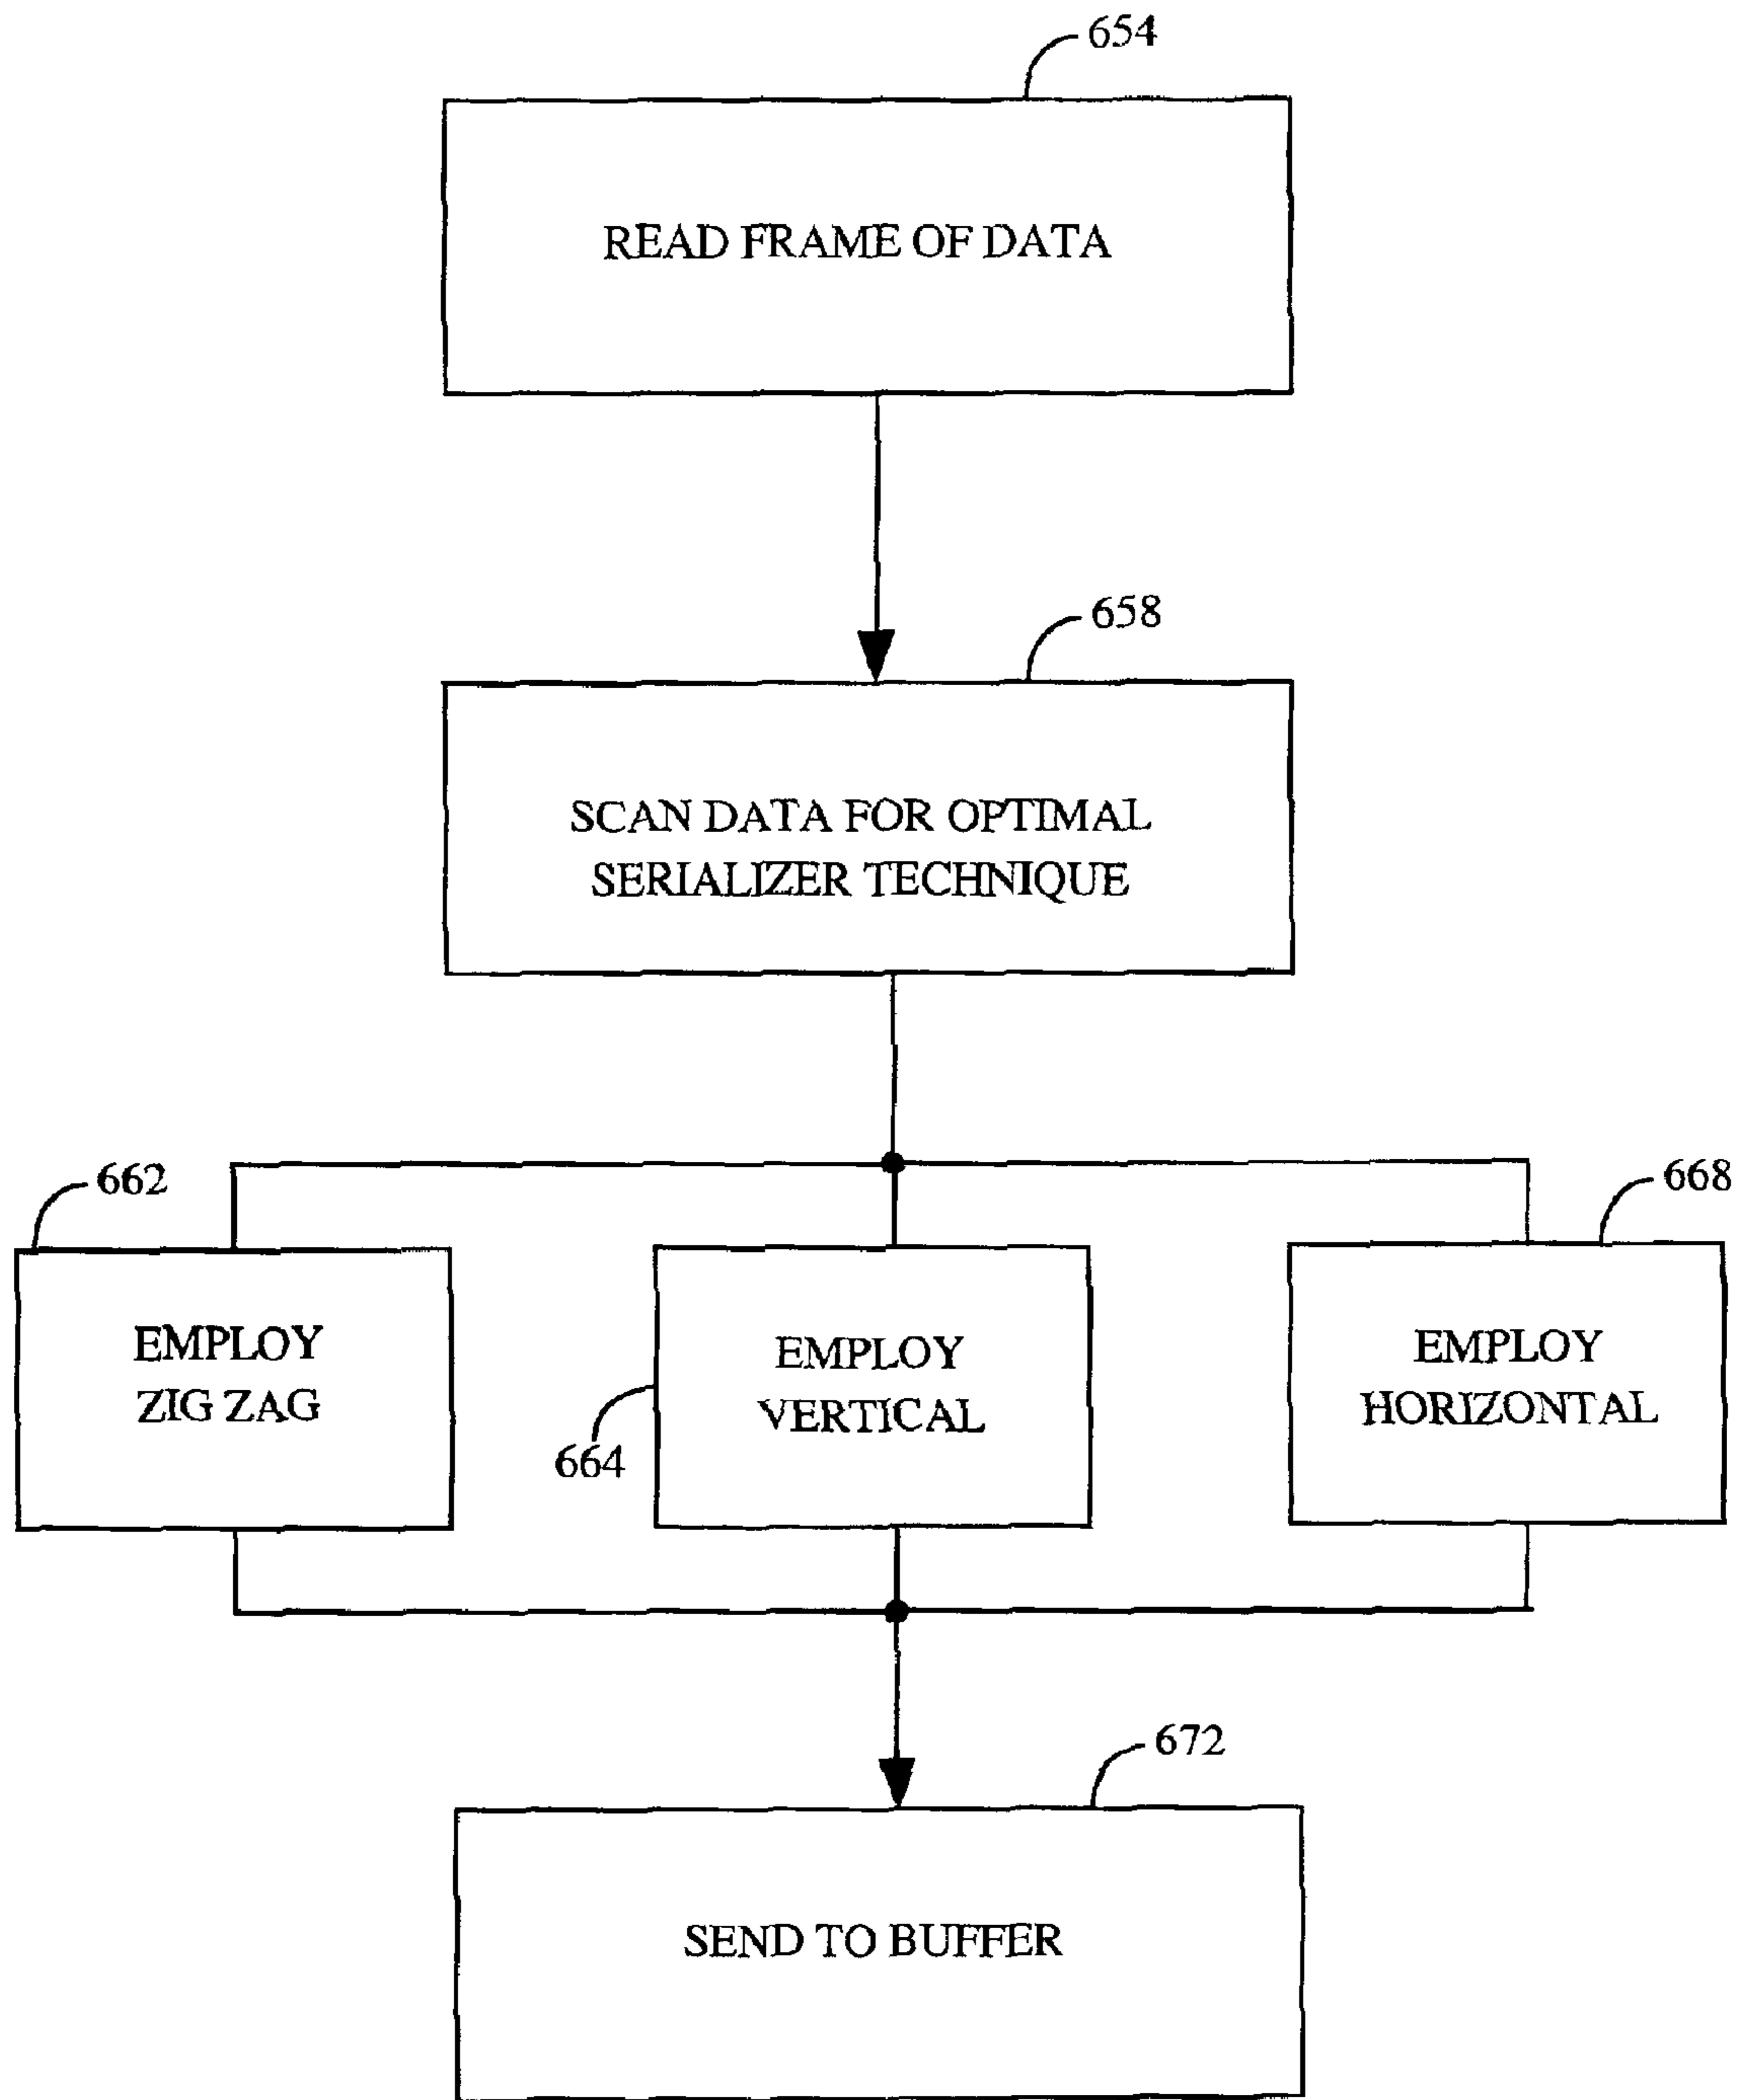 654
READ FRAME OF DATA
658
SCAN DATA FOR OPTIMAL
SERIALIZER TECHNIQUE
662
668
EMPLOY
ZIG ZAG
EMPLOY
VERTICAL
EMPLOY
HORIZONTAL
664
672
SEND TO BUFFER